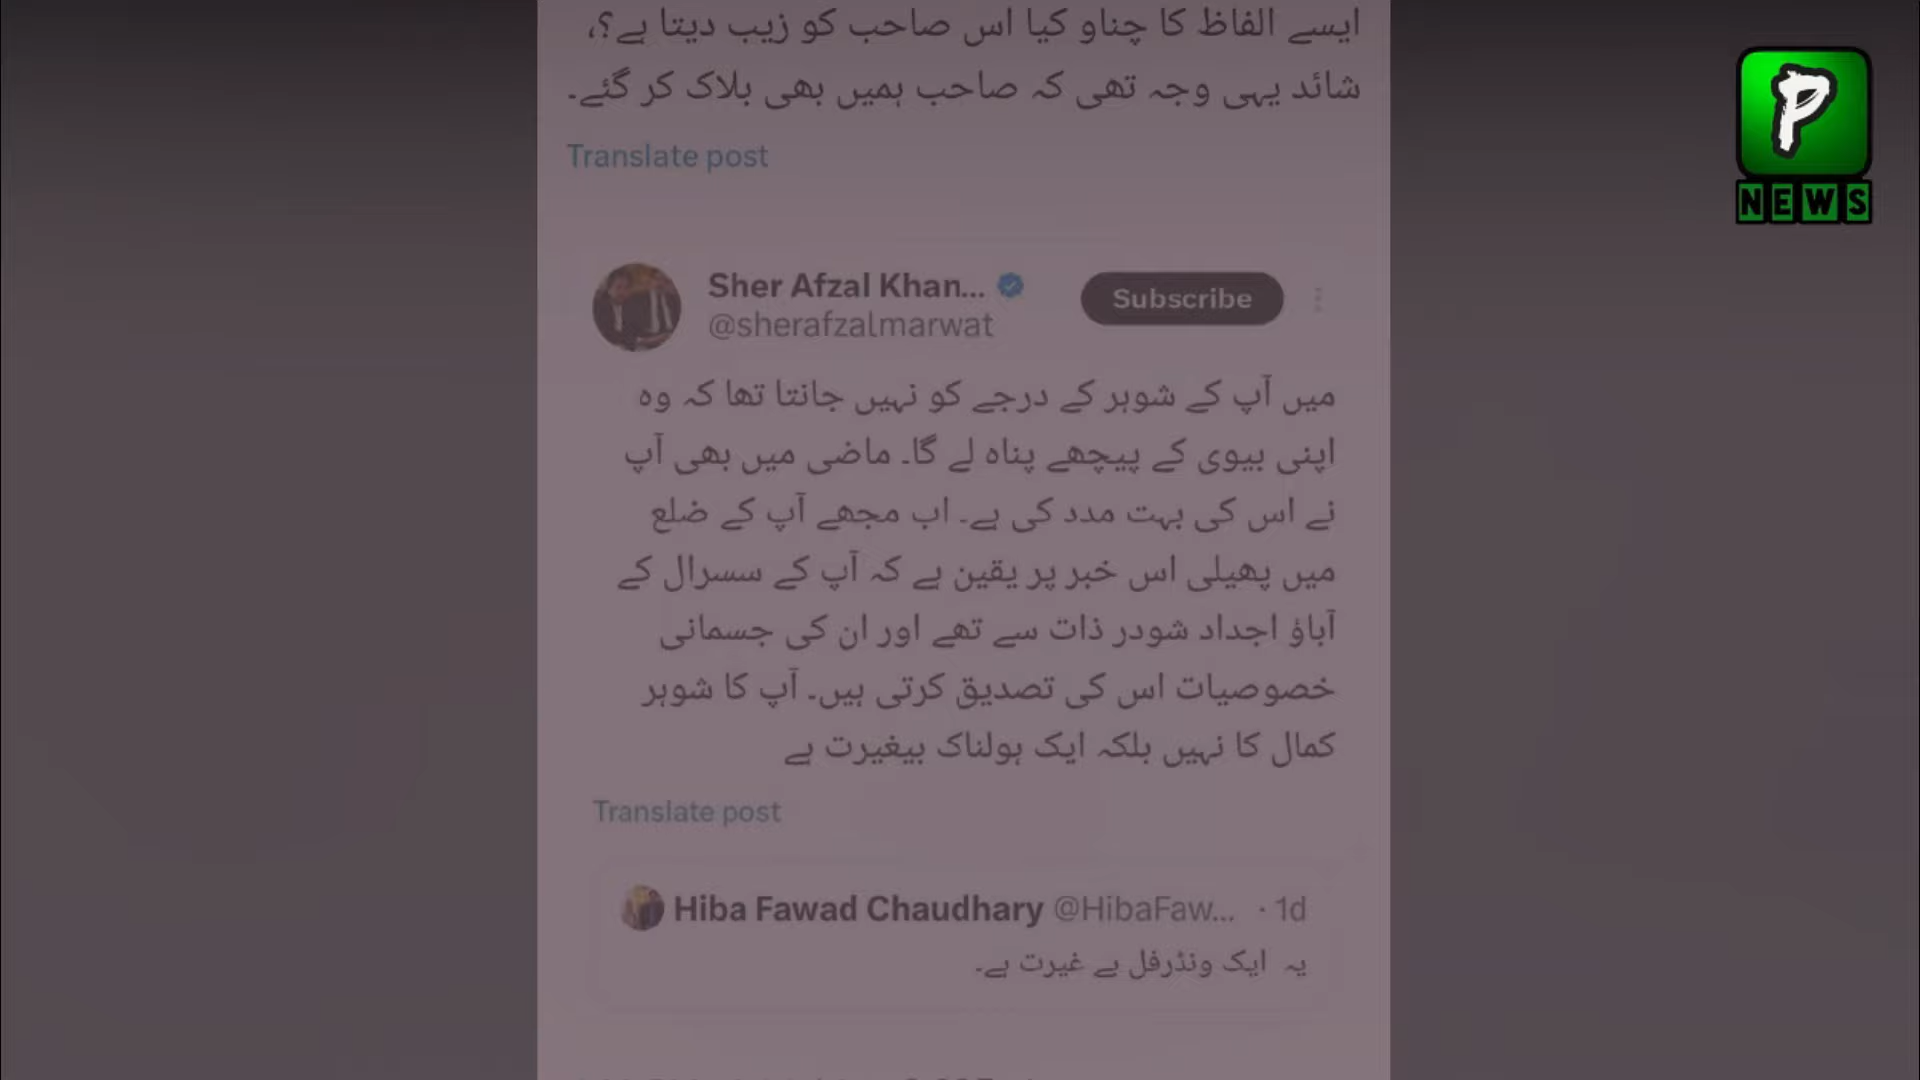 ایسے الفاظ کا چناو کیا اس صاحب کو زیب دیتا ہے؟،
شائد یہی وجہ تھی کہ صاحب ہمیں بھی بلاک کر گئے۔
Translate post
P
NEWS
Sher Afzal Khan...
Subscribe
@sherafzalmarwat
میں آپ کے شوہر کے درجے کو نہیں جانتا تھا کہ وہ
اپنی بیوی کے پیچھے پناہ لے گا۔ ماضی میں بھی آپ
نے اس کی بہت مدد کی ہے۔ اب مجھے آپ کے ضلع
میں پھیلی اس خبر پر یقین ہے کہ آپ کے سسرال کے
آباؤ اجداد شودر ذات سے تھے اور ان کی جسمانی
خصوصیات اس کی تصدیق کرتی ہیں۔ آپ کا شوہر
کمال کا نہیں بلکہ ایک ہولناک بیغیرت ہے
Translate post
Hiba Fawad Chaudhary @HibaFaw... · 1d
یہ ایک ونڈرفل بے غیرت ہے۔